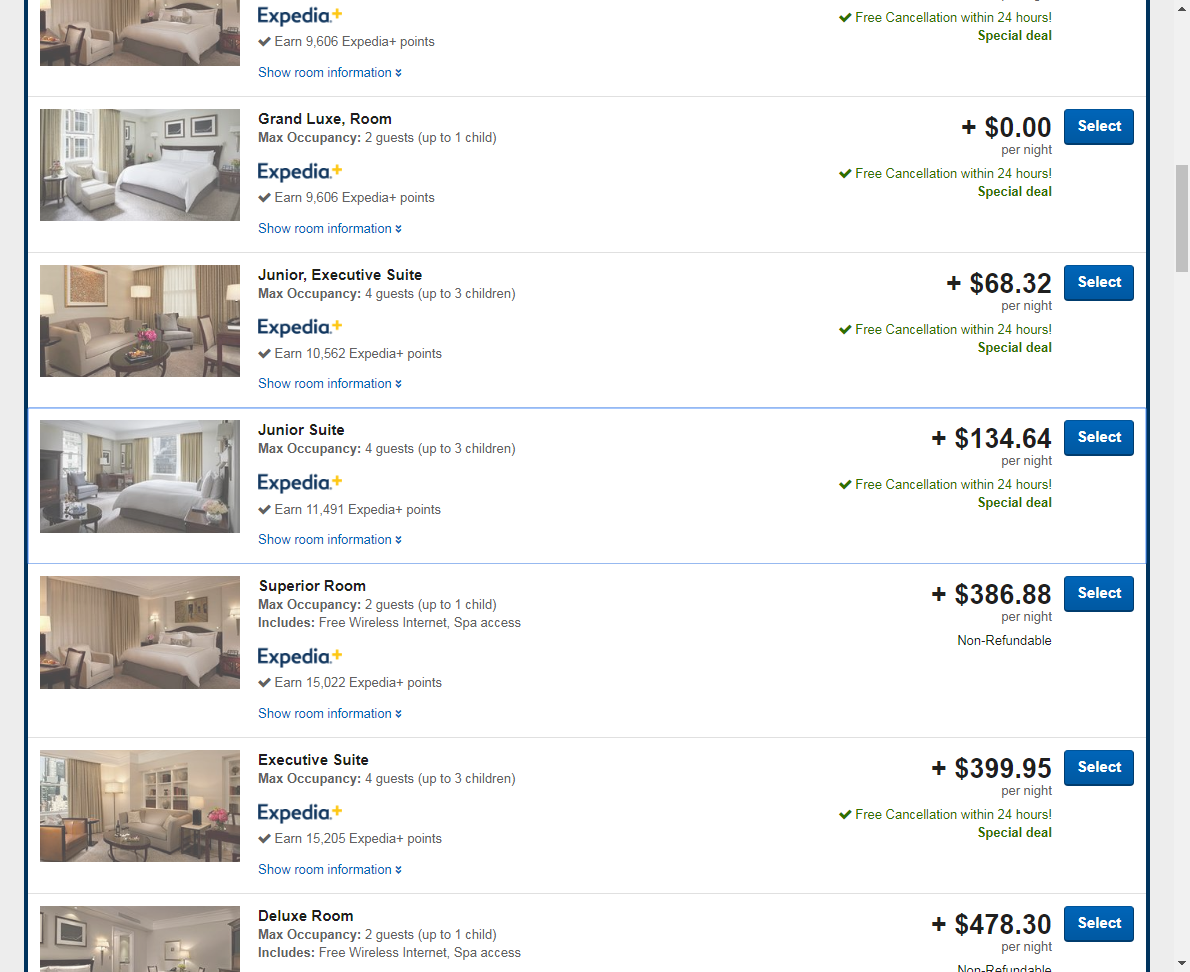 Expedia+
Free Cancellation within 24 hours!
Earn 9,606 Expedia+ points
Special deal
Show room information
Grand Luxe, Room
Max Occupancy: 2 guests (up to 1 child)
+ $0.00
Select
per night
Expedia+
Free Cancellation within 24 hours!
Earn 9,606 Expedia+ points
Special deal
Show room information
Junior, Executive Suite
Max Occupancy: 4 guests (up to 3 children)
+ $68.32
Select
per night
Expedia+
Free Cancellation within 24 hours!
Earn 10,562 Expedia+ points
Special deal
Show room information
Junior Suite
Max Occupancy: 4 guests (up to 3 children)
+ $134.64
Select
per night
Expedia+
Free Cancellation within 24 hours!
Earn 11,491 Expedia+ points
Special deal
Show room information
Superior Room
Max Occupancy: 2 guests (up to 1 child)
Includes: Free Wireless Internet, Spa access
+ $386.88
Select
per night
Non-Refundable
Expedia+
Earn 15,022 Expedia+ points
Show room information
Executive Suite
Max Occupancy: 4 guests (up to 3 children)
+ $399.95
Select
per night
Expedia+
Free Cancellation within 24 hours!
Earn 15,205 Expedia+ points
Special deal
Show room information
Deluxe Room
Max Occupancy: 2 guests (up to 1 child)
Includes: Free Wireless Internet, Spa access
+ $478.30
Select
per night
Non-Refundable